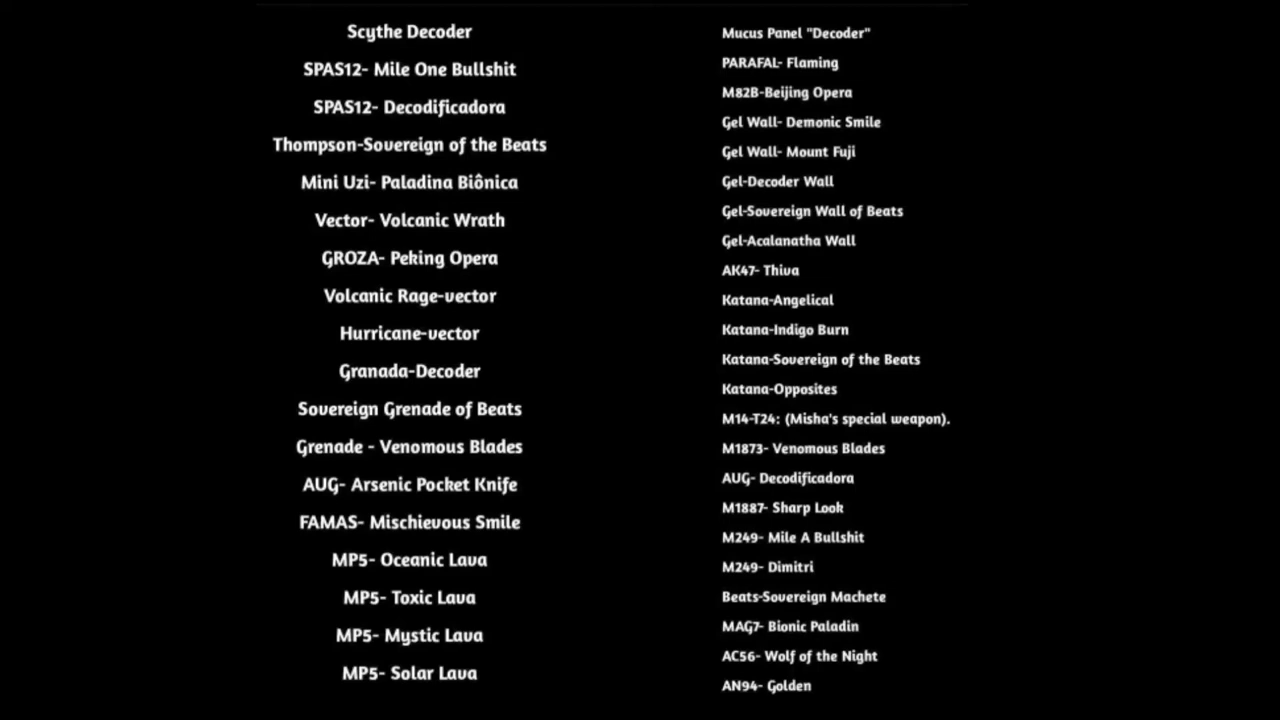 Scythe Decoder
SPAS12- Mile One Bullshit
SPAS12- Decodificadora
Thompson-Sovereign of the Beats
Mini Uzi- Paladina Biônica
Vector- Volcanic Wrath
GROZA- Peking Opera
Volcanic Rage-vector
Hurricane-vector
Granada-Decoder
Sovereign Grenade of Beats
Grenade - Venomous Blades
AUG- Arsenic Pocket Knife
FAMAS- Mischievous Smile
MP5- Oceanic Lava
MP5- Toxic Lava
MP5- Mystic Lava
MP5- Solar Lava
Mucus Panel "Decoder"
PARAFAL- Flaming
M82B-Beijing Opera
Gel Wall- Demonic Smile
Gel Wall- Mount Fuji
Gel-Decoder Wall
Gel-Sovereign Wall of Beats
Gel-Acalanatha Wall
AK47- Thiva
Katana-Angelical
Katana-Indigo Burn
Katana-Sovereign of the Beats
Katana-Opposites
M14-T24: (Misha's special weapon).
M1873- Venomous Blades
AUG- Decodificadora
M1887- Sharp Look
M249- Mile A Bullshit
M249- Dimitri
Beats-Sovereign Machete
MAG7- Bionic Paladin
AC56- Wolf of the Night
AN94- Golden